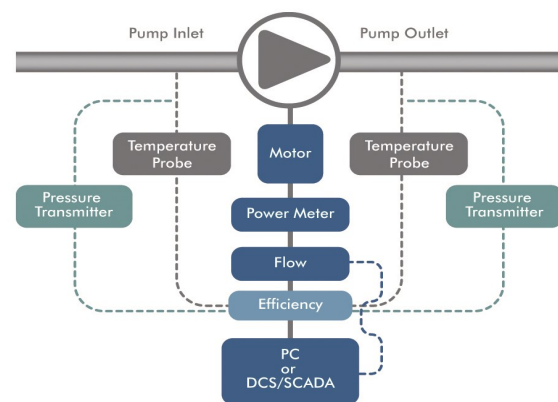 Pump Inlet
Pump Outlet
Motor
Temperature
Probe
Temperature
Probe
Pressure
Transmitter
Pressure
Transmitter
Power Meter
Flow
Efficiency
PC
or
DCS/SCADA